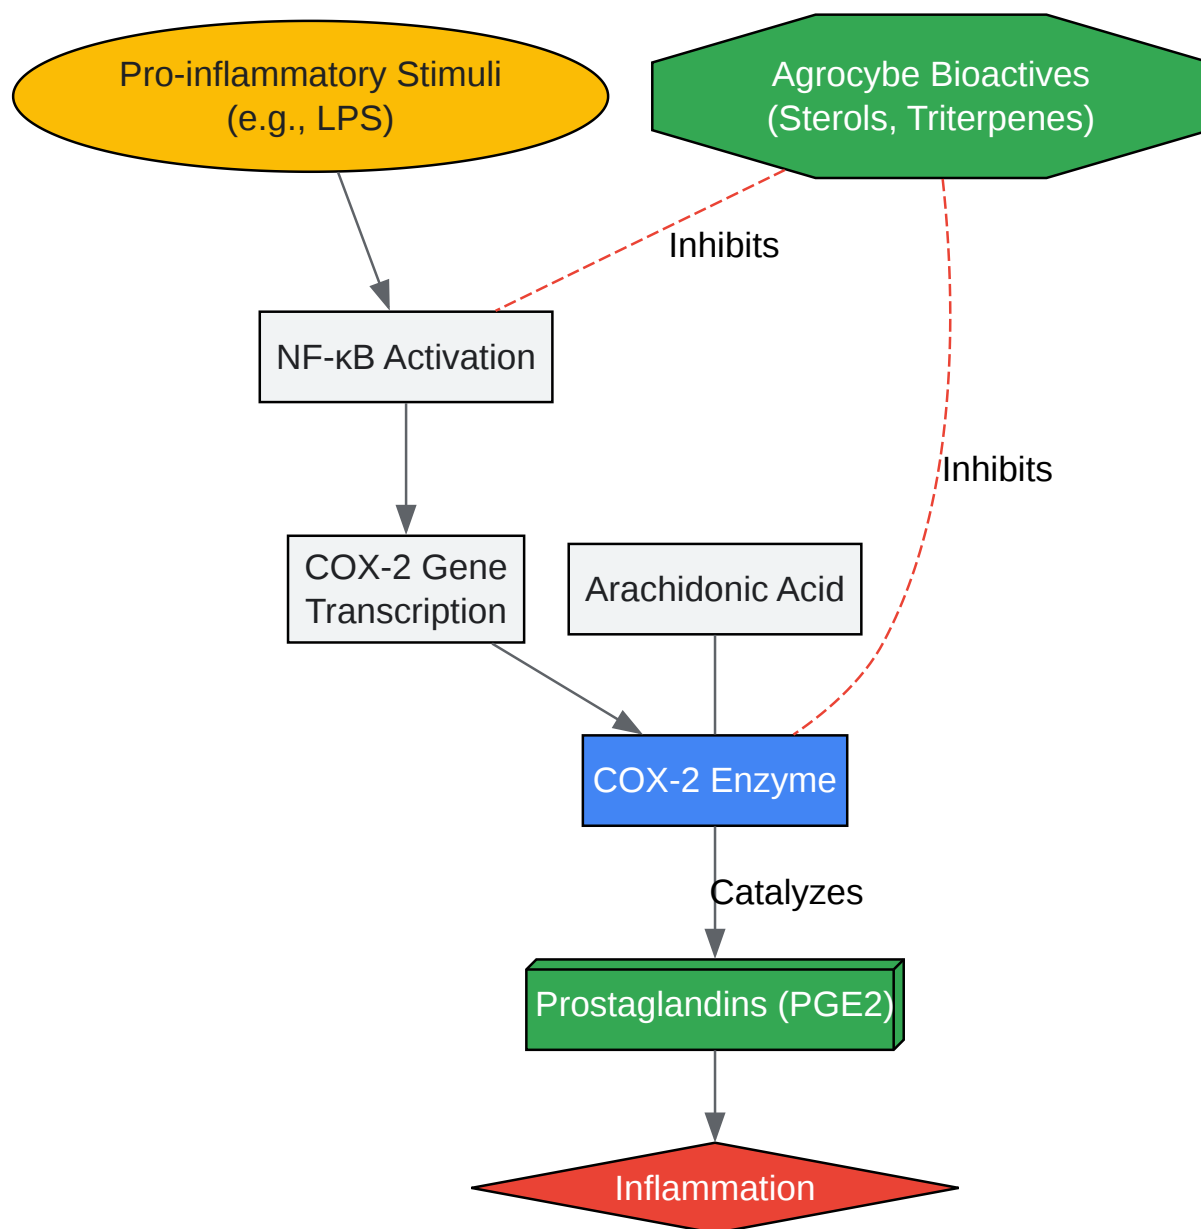 Pro-inflammatory Stimuli
(e.g., LPS)
Agrocybe Bioactives
(Sterols, Triterpenes)
Inhibits
NF-κB Activation
Inhibits
COX-2 Gene
Transcription
Arachidonic Acid
COX-2 Enzyme
Catalyzes
Prostaglandins (PGE2)
Inflammation